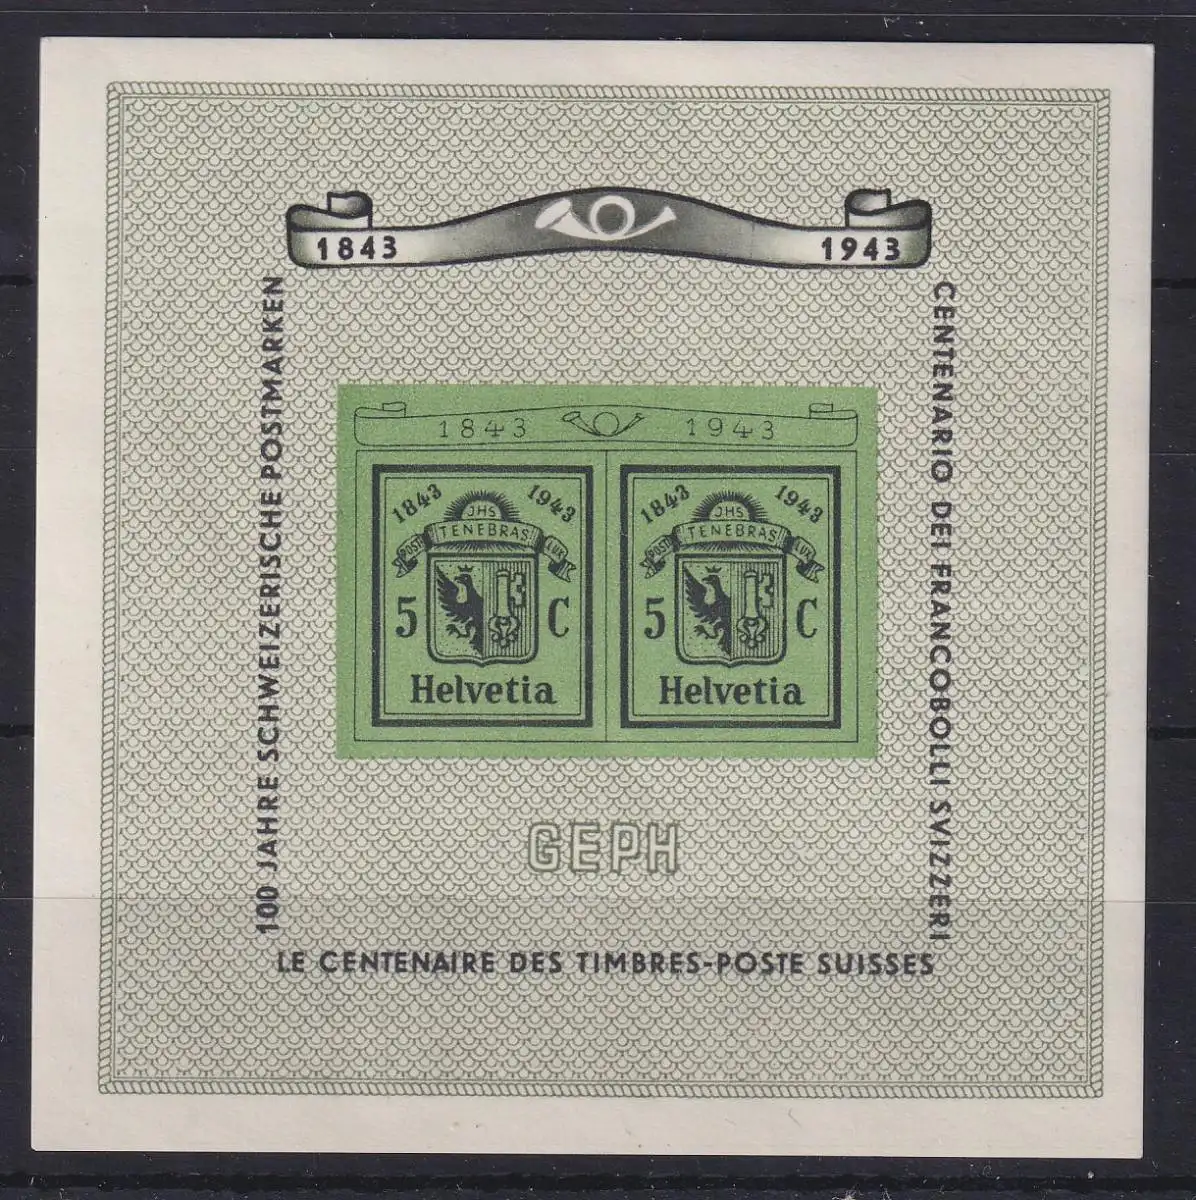 1843 1943
100 JAHRE SCHWEIZERISCHE POSTMARKEN
CENTENARIO DEI FRANCOBOLLI SVIZZERI
1843 1943
1843 1943
JHS
TENEBRAS
POST LUX
5 C
Helvetia
1843 1943
JHS
TENEBRAS
POST LUX
5 C
Helvetia
GEPH
LE CENTENAIRE DES TIMBRES-POSTE SUISSES